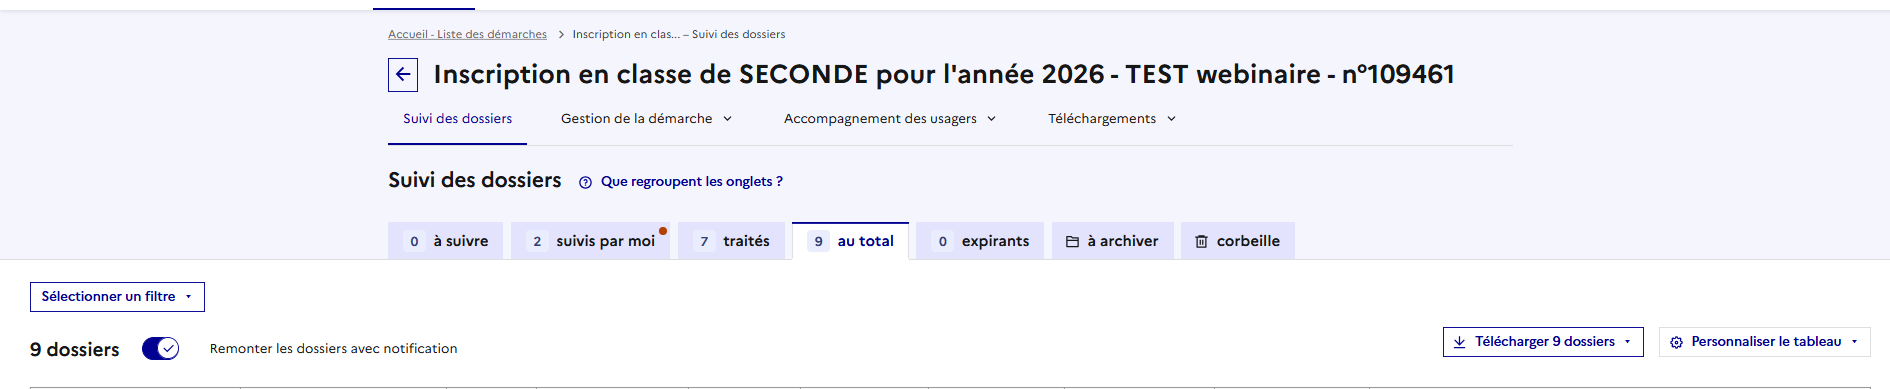 Accueil - Liste des démarches > Inscription en clas... – Suivi des dossiers
Inscription en classe de SECONDE pour l'année 2026 - TEST webinaire - n°109461
Suivi des dossiers Gestion de la démarche Accompagnement des usagers Téléchargements
Suivi des dossiers Que regroupent les onglets ?
0 à suivre 2 suivis par moi 7 traités 9 au total 0 expirants à archiver corbeille
Sélectionner un filtre
9 dossiers Remonter les dossiers avec notification Télécharger 9 dossiers Personnaliser le tableau